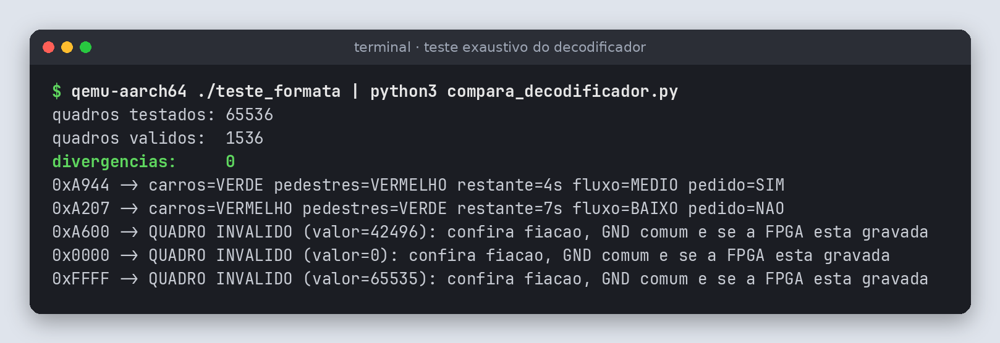 terminal · teste exaustivo do decodificador
$ qemu-aarch64 ./teste_formata | python3 compara_decodificador.py
quadros testados: 65536
quadros validos:  1536
divergencias:     0
0xA944 -> carros=VERDE pedestres=VERMELHO restante=4s fluxo=MEDIO pedido=SIM
0xA207 -> carros=VERMELHO pedestres=VERDE restante=7s fluxo=BAIXO pedido=NAO
0xA600 -> QUADRO INVALIDO (valor=42496): confira fiacao, GND comum e se a FPGA esta gravada
0x0000 -> QUADRO INVALIDO (valor=0): confira fiacao, GND comum e se a FPGA esta gravada
0xFFFF -> QUADRO INVALIDO (valor=65535): confira fiacao, GND comum e se a FPGA esta gravada